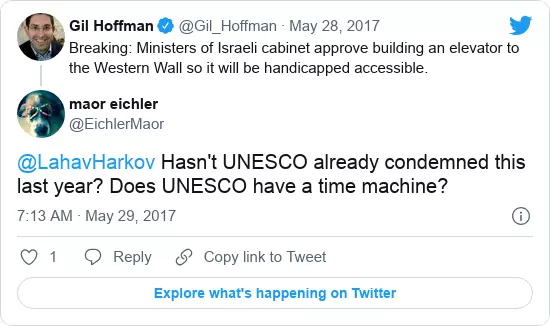 Gil Hoffman @Gil_Hoffman · May 28, 2017
Breaking: Ministers of Israeli cabinet approve building an elevator to
the Western Wall so it will be handicapped accessible.
maor eichler
@EichlerMaor
@LahavHarkov Hasn't UNESCO already condemned this
last year? Does UNESCO have a time machine?
7:13 AM · May 29, 2017
1 Reply Copy link to Tweet
Explore what's happening on Twitter